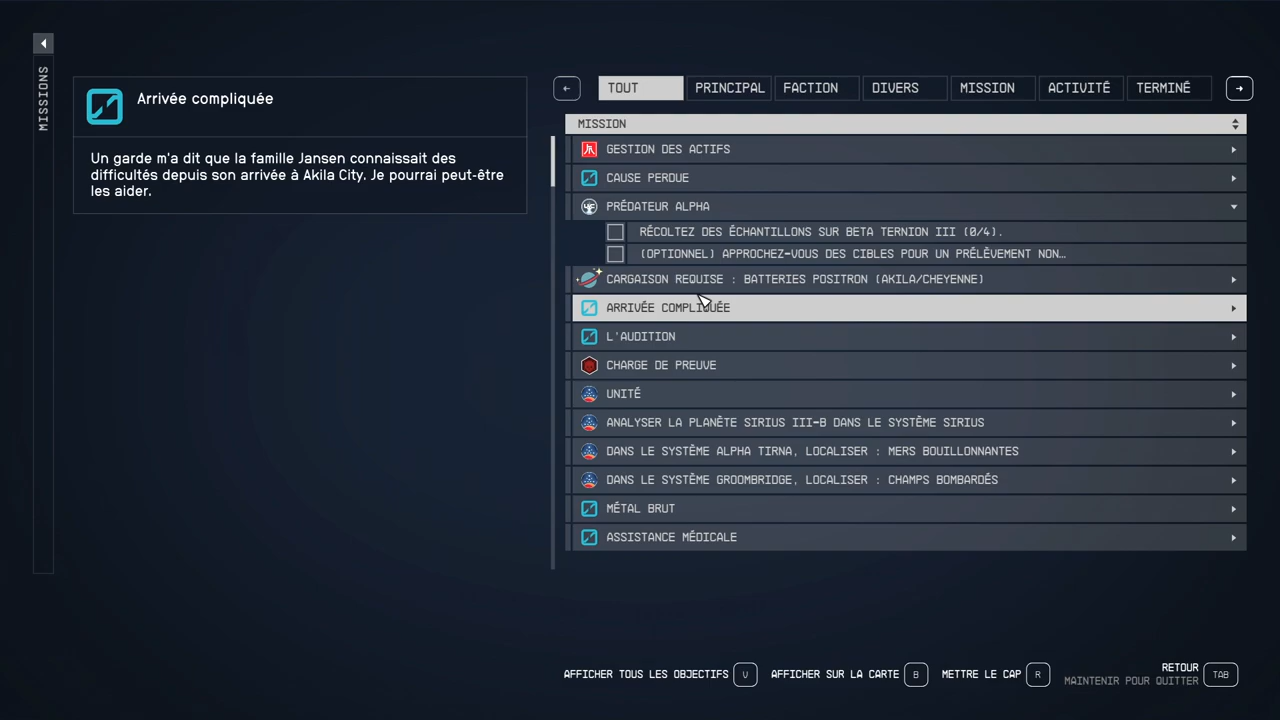 MISSIONS
Arrivée compliquée
Un garde m'a dit que la famille Jansen connaissait des
difficultés depuis son arrivée à Akila City. Je pourrai peut-être
les aider.
TOUT PRINCIPAL FACTION DIVERS MISSION ACTIVITÉ TERMINÉ
MISSION
GESTION DES ACTIFS
CAUSE PERDUE
PRÉDATEUR ALPHA
RÉCOLTEZ DES ÉCHANTILLONS SUR BETA TERNION III (0/4).
(OPTIONNEL) APPROCHEZ-VOUS DES CIBLES POUR UN PRÉLÈVEMENT NON…
CARGAISON REQUISE : BATTERIES POSITRON (AKILA/CHEYENNE)
ARRIVÉE COMPLIQUÉE
L'AUDITION
CHARGE DE PREUVE
UNITÉ
ANALYSER LA PLANÈTE SIRIUS III-B DANS LE SYSTÈME SIRIUS
DANS LE SYSTÈME ALPHA TIRNA, LOCALISER : MERS BOUILLONNANTES
DANS LE SYSTÈME GROOMBRIDGE, LOCALISER : CHAMPS BOMBARDÉS
MÉTAL BRUT
ASSISTANCE MÉDICALE
AFFICHER TOUS LES OBJECTIFS V AFFICHER SUR LA CARTE B METTRE LE CAP R RETOUR TAB
MAINTENIR POUR QUITTER